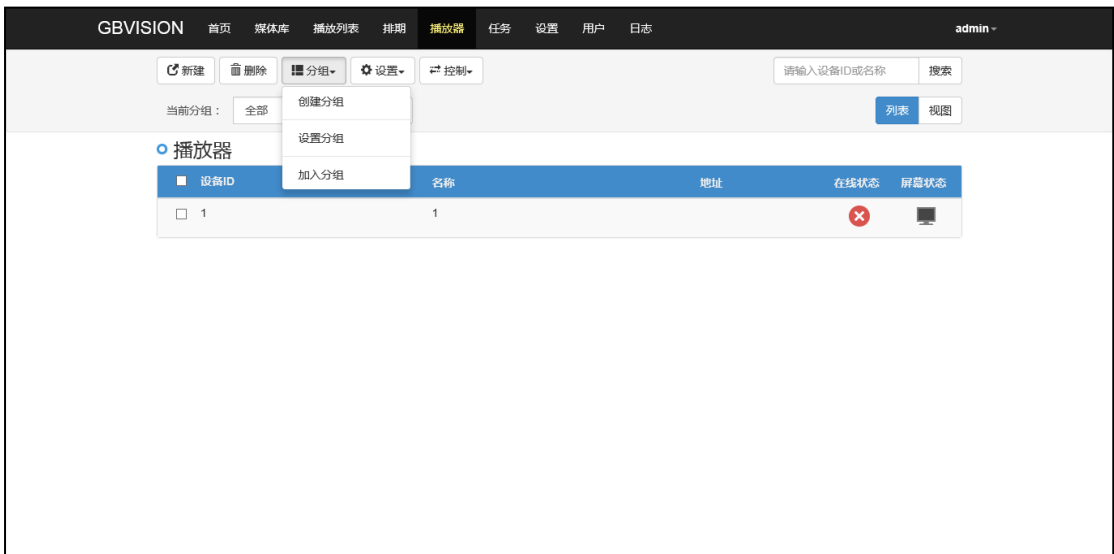 GBVISION 首页 媒体库 播放列表 排期 播放器 任务 设置 用户 日志 admin
新建 删除 分组 设置 控制 请输入设备ID或名称 搜索
当前分组： 全部 列表 视图
创建分组
设置分组
加入分组
播放器
设备ID 名称 地址 在线状态 屏幕状态
1 1